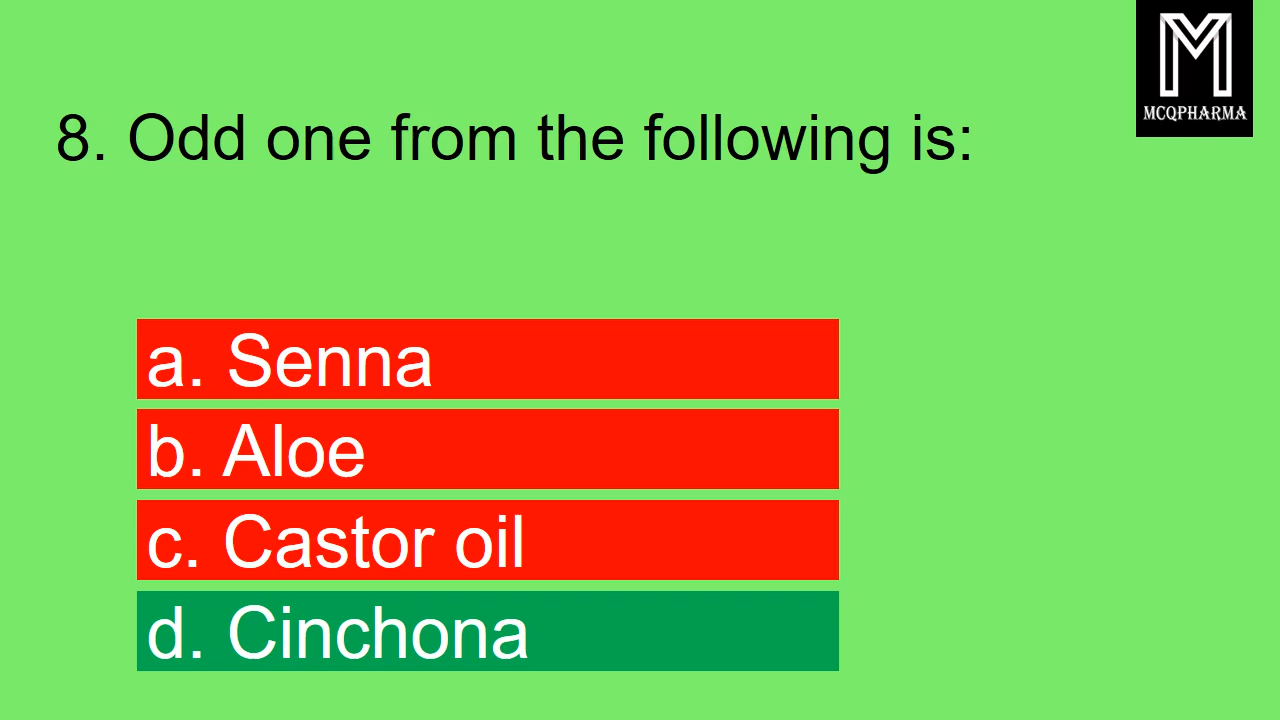 M
MCQPHARMA
8. Odd one from the following is:
a. Senna
b. Aloe
c. Castor oil
d. Cinchona